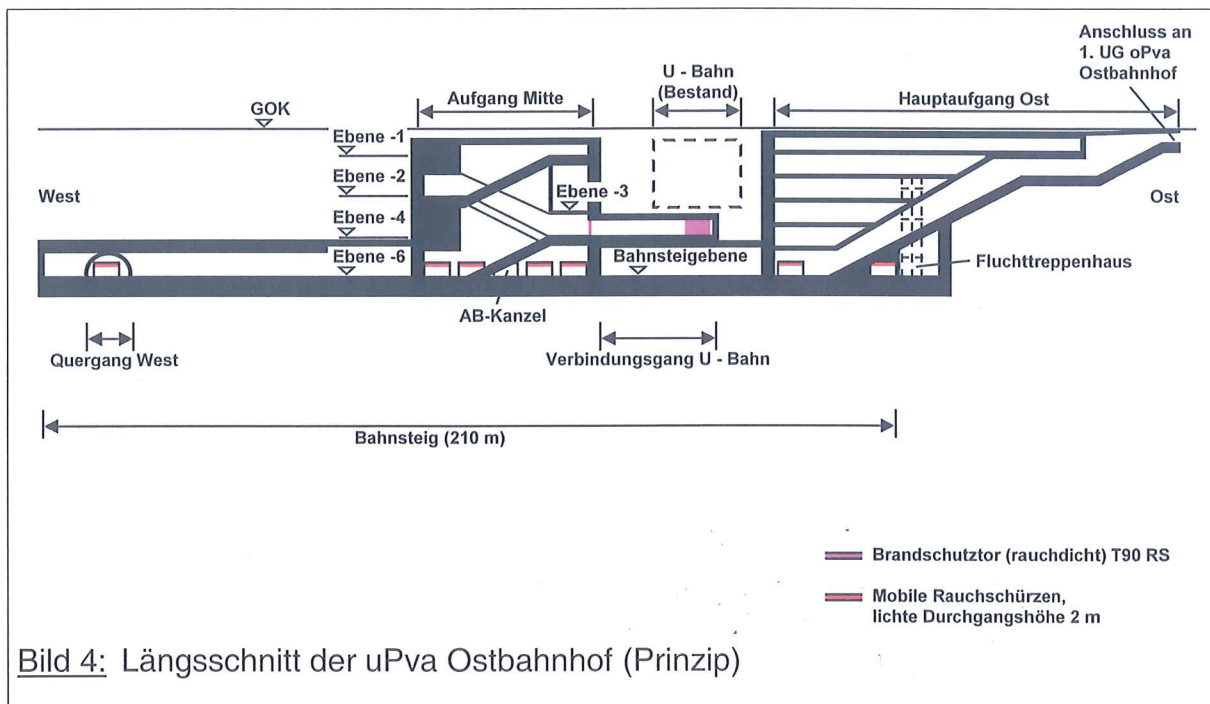 Anschluss an
1. UG oPva
Ostbahnhof
U - Bahn
(Bestand)
Aufgang Mitte
Hauptaufgang Ost
GOK
Ebene -1
Ebene -2
Ebene -3
West
Ost
Ebene -4
Ebene -6
Bahnsteigebene
Fluchttreppenhaus
AB-Kanzel
Quergang West
Verbindungsgang U - Bahn
Bahnsteig (210 m)
Brandschutztor (rauchdicht) T90 RS
Mobile Rauchschürzen,
lichte Durchgangshöhe 2 m
Bild 4: Längsschnitt der uPva Ostbahnhof (Prinzip)